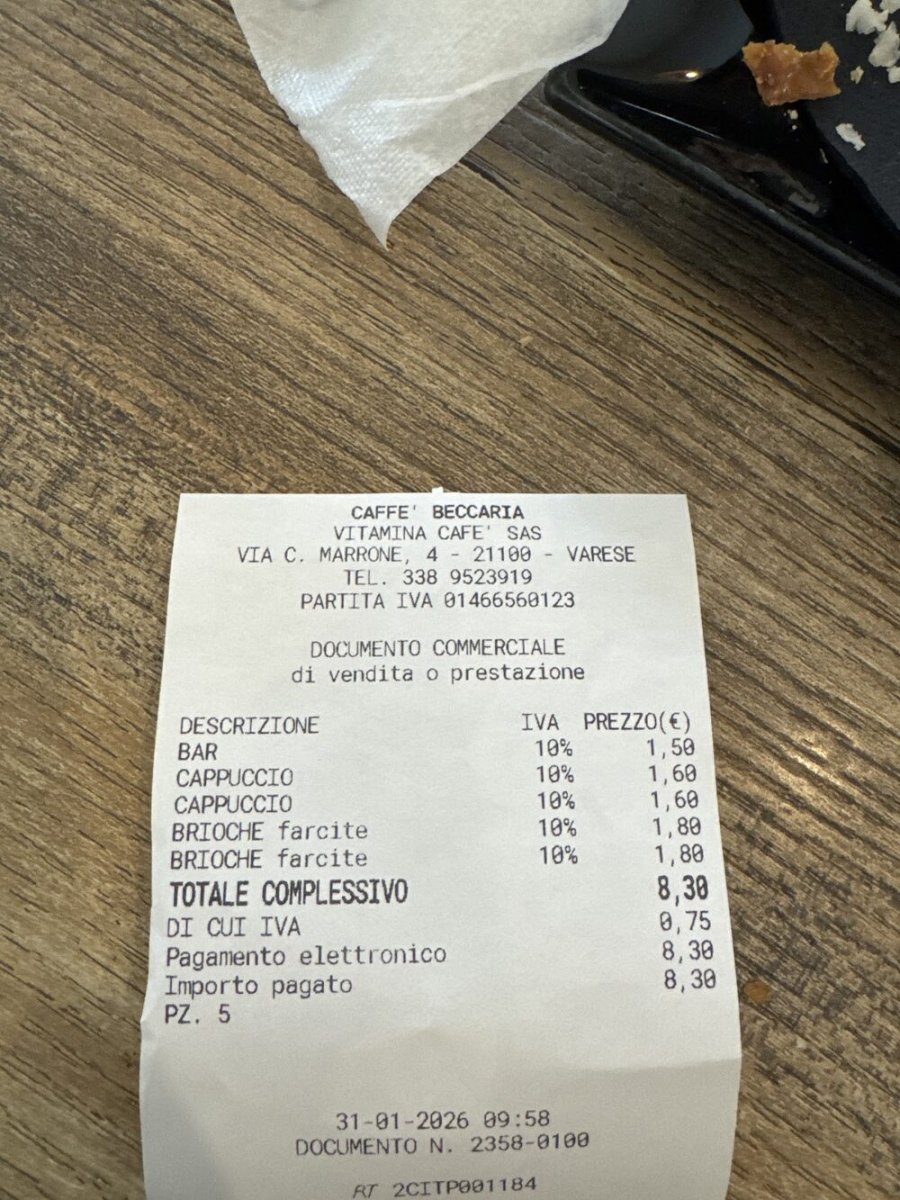 CAFFE' BECCARIA
VITAMINA CAFE' SAS
VIA C. MARRONE, 4 - 21100 - VARESE
TEL. 338 9523919
PARTITA IVA 01466560123
DOCUMENTO COMMERCIALE
di vendita o prestazione
DESCRIZIONE IVA PREZZO(€)
BAR 10% 1,50
CAPPUCCIO 10% 1,60
CAPPUCCIO 10% 1,60
BRIOCHE farcite 10% 1,80
BRIOCHE farcite 10% 1,80
TOTALE COMPLESSIVO 8,30
DI CUI IVA 0,75
Pagamento elettronico 8,30
Importo pagato 8,30
PZ. 5
31-01-2026 09:58
DOCUMENTO N. 2358-0100
RT 2CITP001184